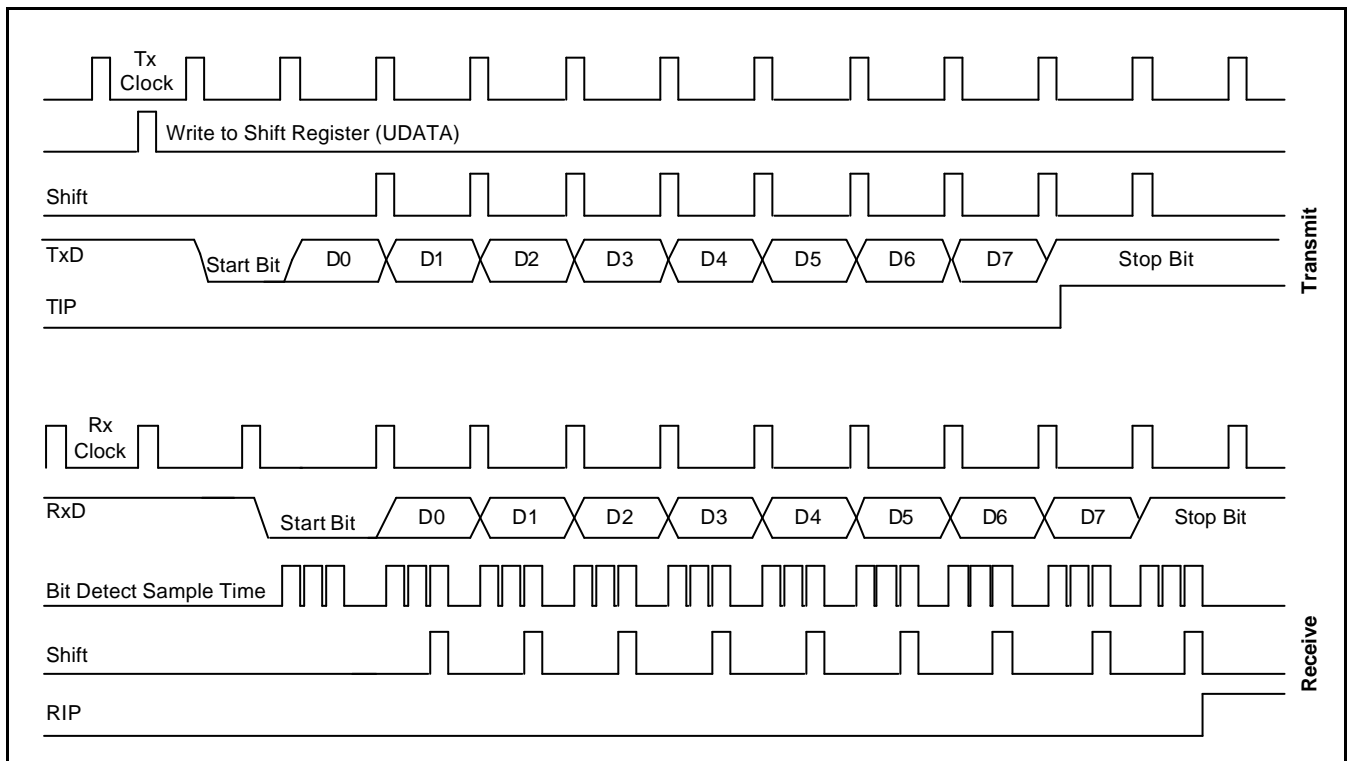 Tx
Clock
Write to Shift Register (UDATA)
Shift
TxD
Start Bit
D0
D1
D2
D3
D4
D5
D6
D7
Stop Bit
TIP
Transmit
Rx
Clock
RxD
Start Bit
D0
D1
D2
D3
D4
D5
D6
D7
Stop Bit
Bit Detect Sample Time
Shift
RIP
Receive